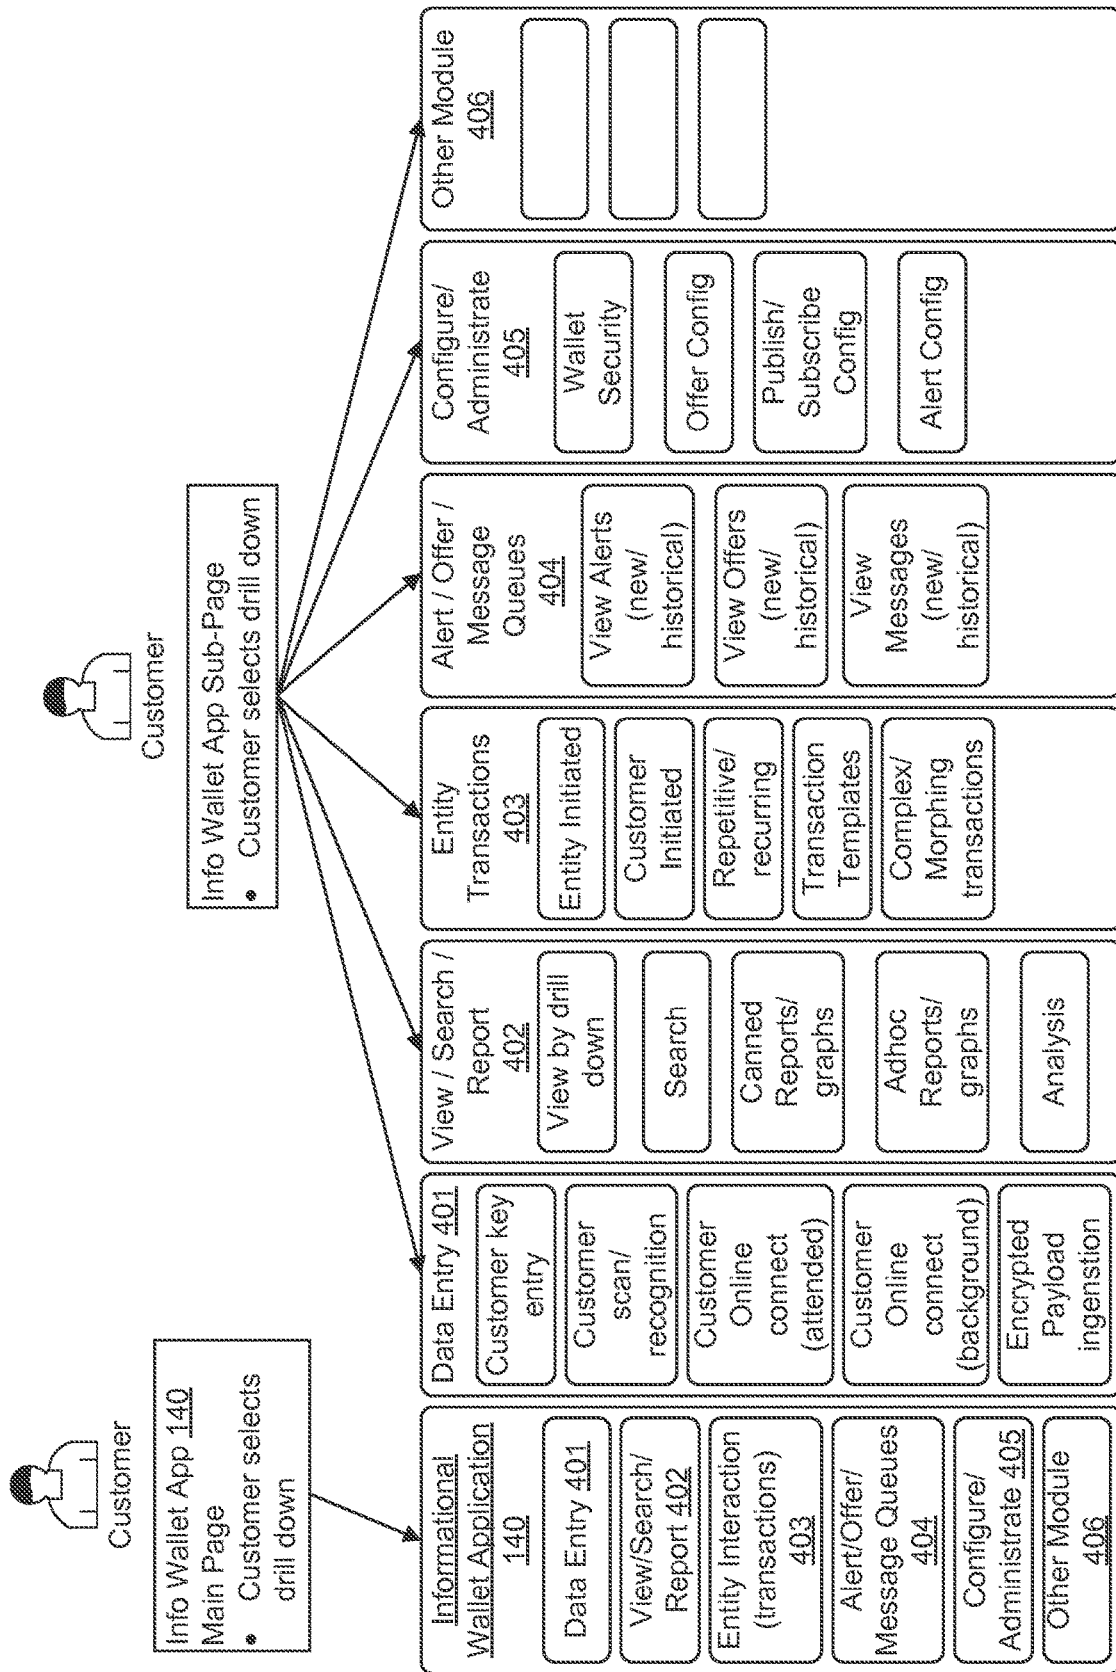 Customer
Info Wallet App 140
Main Page
• Customer selects
drill down
Customer
Info Wallet App Sub-Page
• Customer selects drill down
Informational
Wallet Application
140
Data Entry 401
View/Search/
Report 402
Entity Interaction
(transactions)
403
Alert/Offer/
Message Queues
404
Configure/
Administrate 405
Other Module
406
Data Entry 401
Customer key
entry
Customer
scan/
recognition
Customer
Online
connect
(attended)
Customer
Online
connect
(background)
Encrypted
Payload
ingenstion
View / Search /
Report
402
View by drill
down
Search
Canned
Reports/
graphs
Adhoc
Reports/
graphs
Analysis
Entity
Transactions
403
Entity Initiated
Customer
Initiated
Repetitive/
recurring
Transaction
Templates
Complex/
Morphing
transactions
Alert / Offer /
Message
Queues
404
View Alerts
(new/
historical)
View Offers
(new/
historical)
View
Messages
(new/
historical)
Configure/
Administrate
405
Wallet
Security
Offer Config
Publish/
Subscribe
Config
Alert Config
Other Module
406